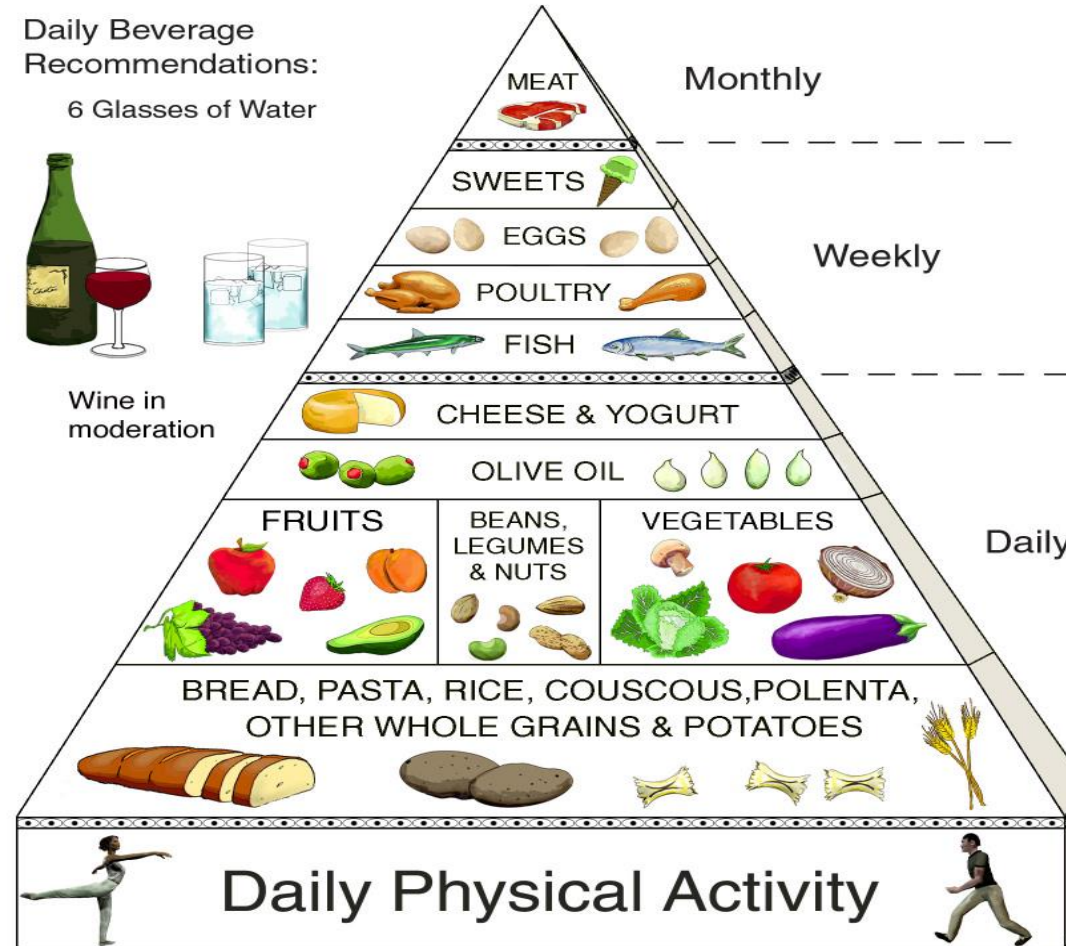 Daily Beverage
Recommendations:
6 Glasses of Water
Wine in
moderation
MEAT
Monthly
SWEETS
EGGS
Weekly
POULTRY
FISH
CHEESE & YOGURT
OLIVE OIL
FRUITS
BEANS,
LEGUMES
& NUTS
VEGETABLES
Daily
BREAD, PASTA, RICE, COUSCOUS,POLENTA,
OTHER WHOLE GRAINS & POTATOES
Daily Physical Activity